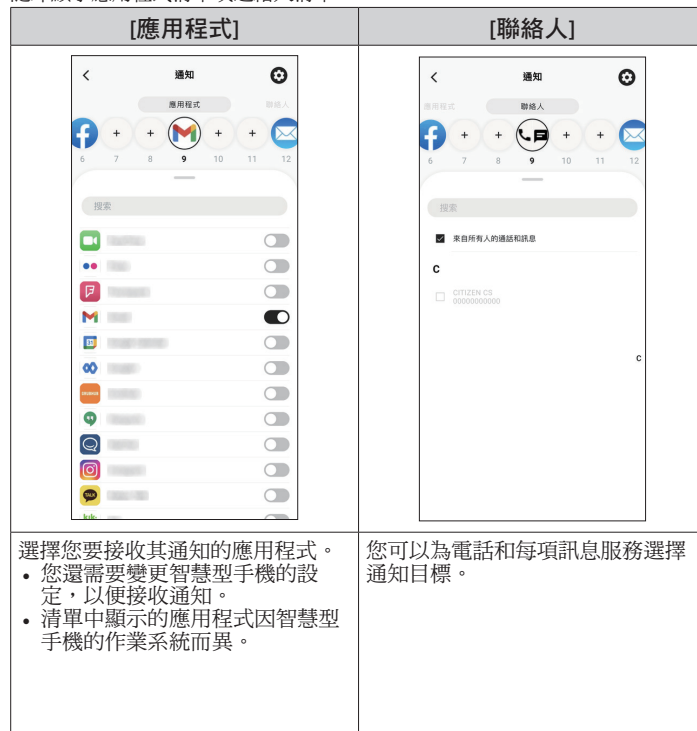 [應用程式]
[聯絡人]
通知
應用程式
聯絡人
6 7 8 9 10 11 12
搜索
TALK
通知
應用程式
聯絡人
6 7 8 9 10 11 12
搜索
來自所有人的通話和訊息
C
CITIZEN CS
00000000000
C
選擇您要接收其通知的應用程式。
• 您還需要變更智慧型手機的設
定，以便接收通知。
• 清單中顯示的應用程式因智慧型
手機的作業系統而異。
您可以為電話和每項訊息服務選擇
通知目標。